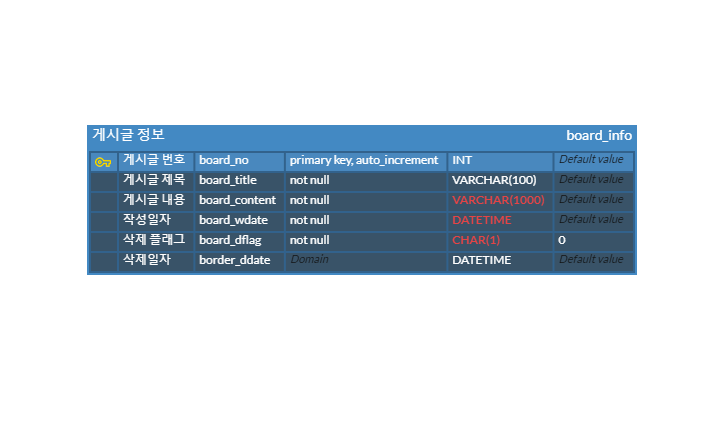 게시글 정보 board_info
게시글 번호 board_no primary key, auto_increment INT Default value
게시글 제목 board_title not null VARCHAR(100) Default value
게시글 내용 board_content not null VARCHAR(1000) Default value
작성일자 board_wdate not null DATETIME Default value
삭제 플래그 board_dflag not null CHAR(1) 0
삭제일자 border_ddate Domain DATETIME Default value